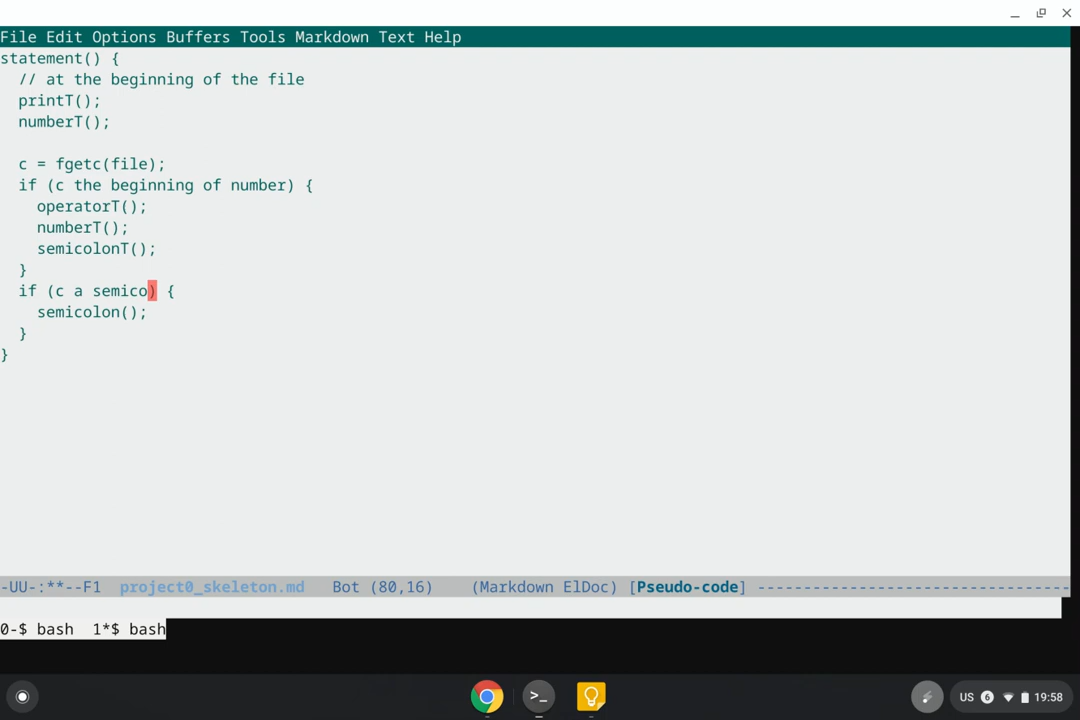 File Edit Options Buffers Tools Markdown Text Help
statement() {
  // at the beginning of the file
  printT();
  numberT();

  c = fgetc(file);
  if (c the beginning of number) {
    operatorT();
    numberT();
    semicolonT();
  }
  if (c a semico) {
    semicolon();
  }
}
-UU-:**--F1  project0_skeleton.md   Bot (80,16)    (Markdown ElDoc) [Pseudo-code] ----------------------------------
0-$ bash  1*$ bash
US 6 19:58